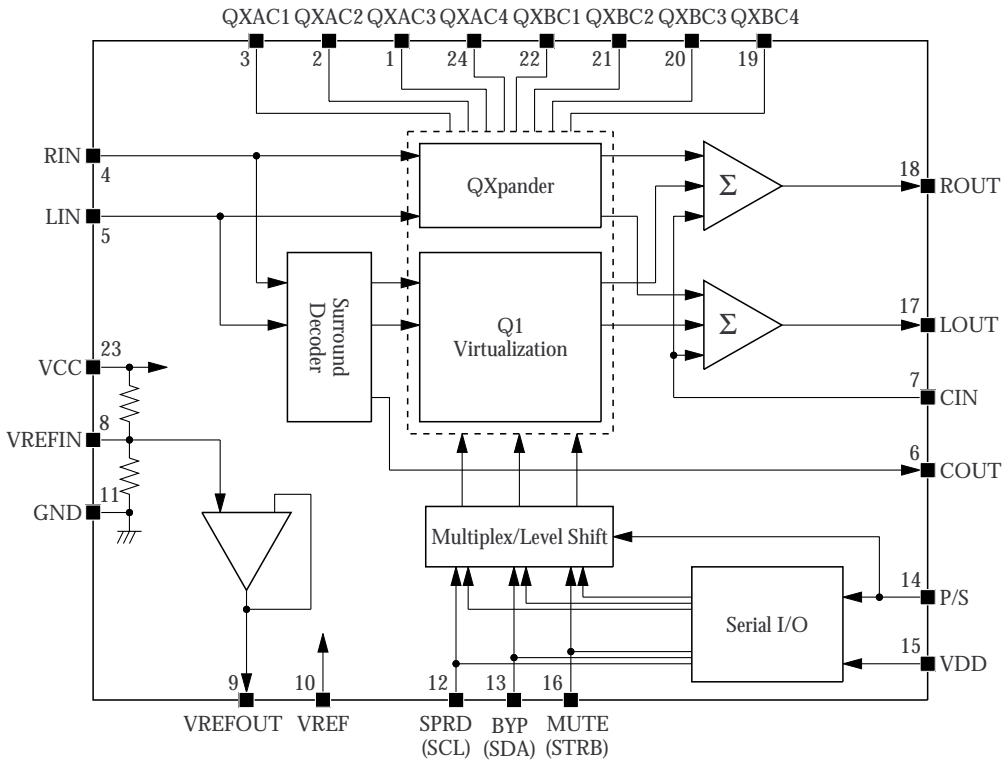 QXAC1 QXAC2 QXAC3 QXAC4 QXBC1 QXBC2 QXBC3 QXBC4
3 2 1 24 22 21 20 19
RIN
4
LIN
5
QXpander
Σ
18
ROUT
Surround
Decoder
Q1
Virtualization
Σ
17
LOUT
23
VCC
7
CIN
8
VREFIN
6
COUT
11
GND
Multiplex/Level Shift
14
P/S
Serial I/O
15
VDD
9 10 12 13 16
VREFOUT VREF SPRD BYP MUTE
(SCL) (SDA) (STRB)